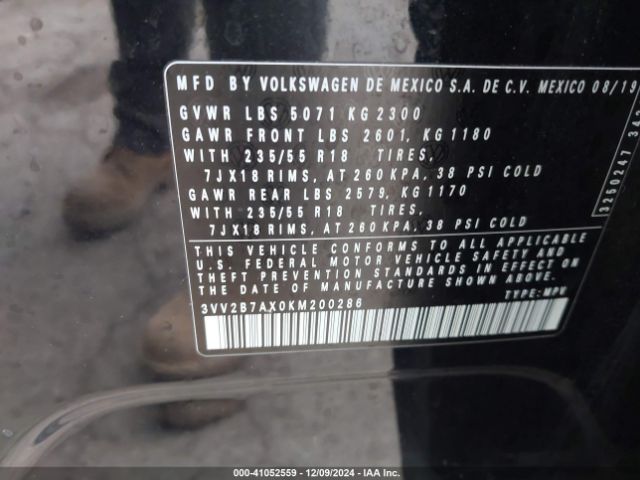 MFD BY VOLKSWAGEN DE MEXICO S.A. DE C.V. MEXICO 08/19
GVWR LBS 5071 KG 2300
GAWR FRONT LBS 2601, KG 1180
WITH 235/55 R18 TIRES,
7JX18 RIMS, AT 260 KPA, 38 PSI COLD
GAWR REAR LBS 2579, KG 1170
WITH 235/55 R18 TIRES,
7JX18 RIMS, AT 260 KPA, 38 PSI COLD
THIS VEHICLE CONFORMS TO ALL APPLICABLE
U.S. FEDERAL MOTOR VEHICLE SAFETY AND
THEFT PREVENTION STANDARDS IN EFFECT ON
THE DATE OF MANUFACTURE SHOWN ABOVE.
3VV2B7AX0KM200286 TYPE: MPV
3250247 342
000-41052559 - 12/09/2024 - IAA Inc.